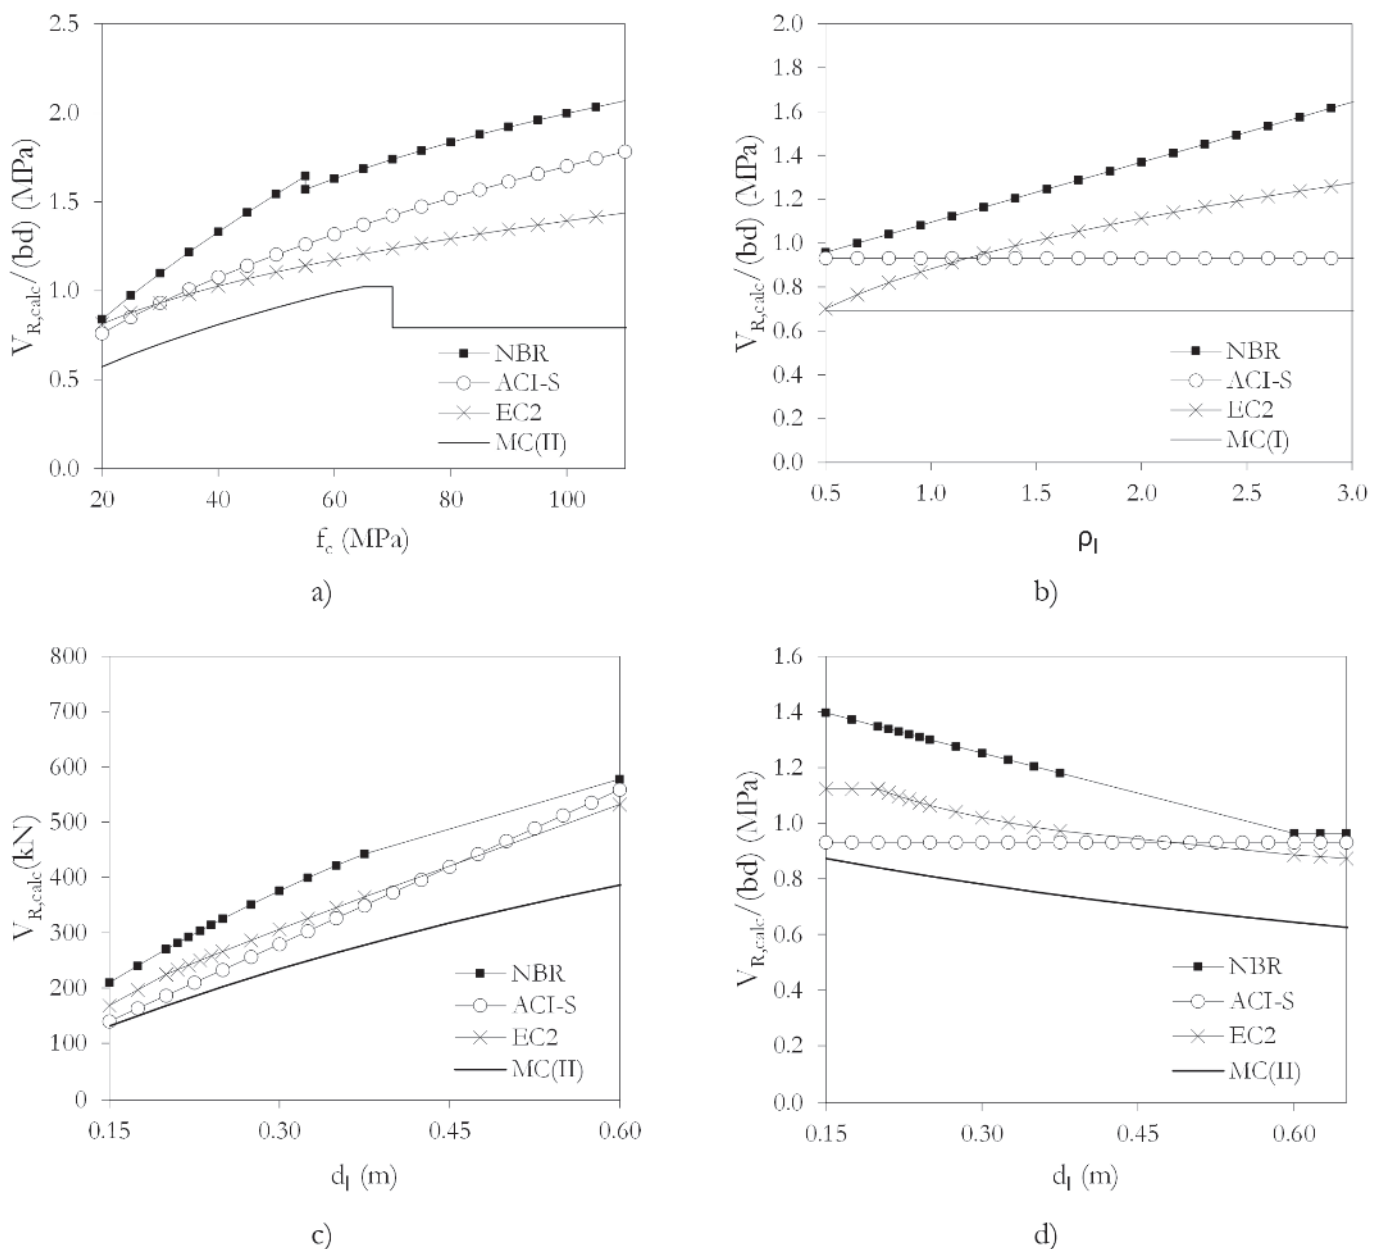 2.5
2.0
1.5
1.0
0.5
0.0
V_R,calc/(bd) (MPa)
20 40 60 80 100
f_c (MPa)
NBR
ACI-S
EC2
MC(II)
a)
2.0
1.8
1.6
1.4
1.2
1.0
0.8
0.6
0.4
0.2
0.0
V_R,calc/(bd) (MPa)
0.5 1.0 1.5 2.0 2.5 3.0
ρ_l
NBR
ACI-S
EC2
MC(I)
b)
800
700
600
500
400
300
200
100
0
V_R,calc(kN)
0.15 0.30 0.45 0.60
d_l (m)
NBR
ACI-S
EC2
MC(II)
c)
1.6
1.4
1.2
1.0
0.8
0.6
0.4
0.2
0.0
V_R,calc/(bd) (MPa)
0.15 0.30 0.45 0.60
d_l (m)
NBR
ACI-S
EC2
MC(II)
d)